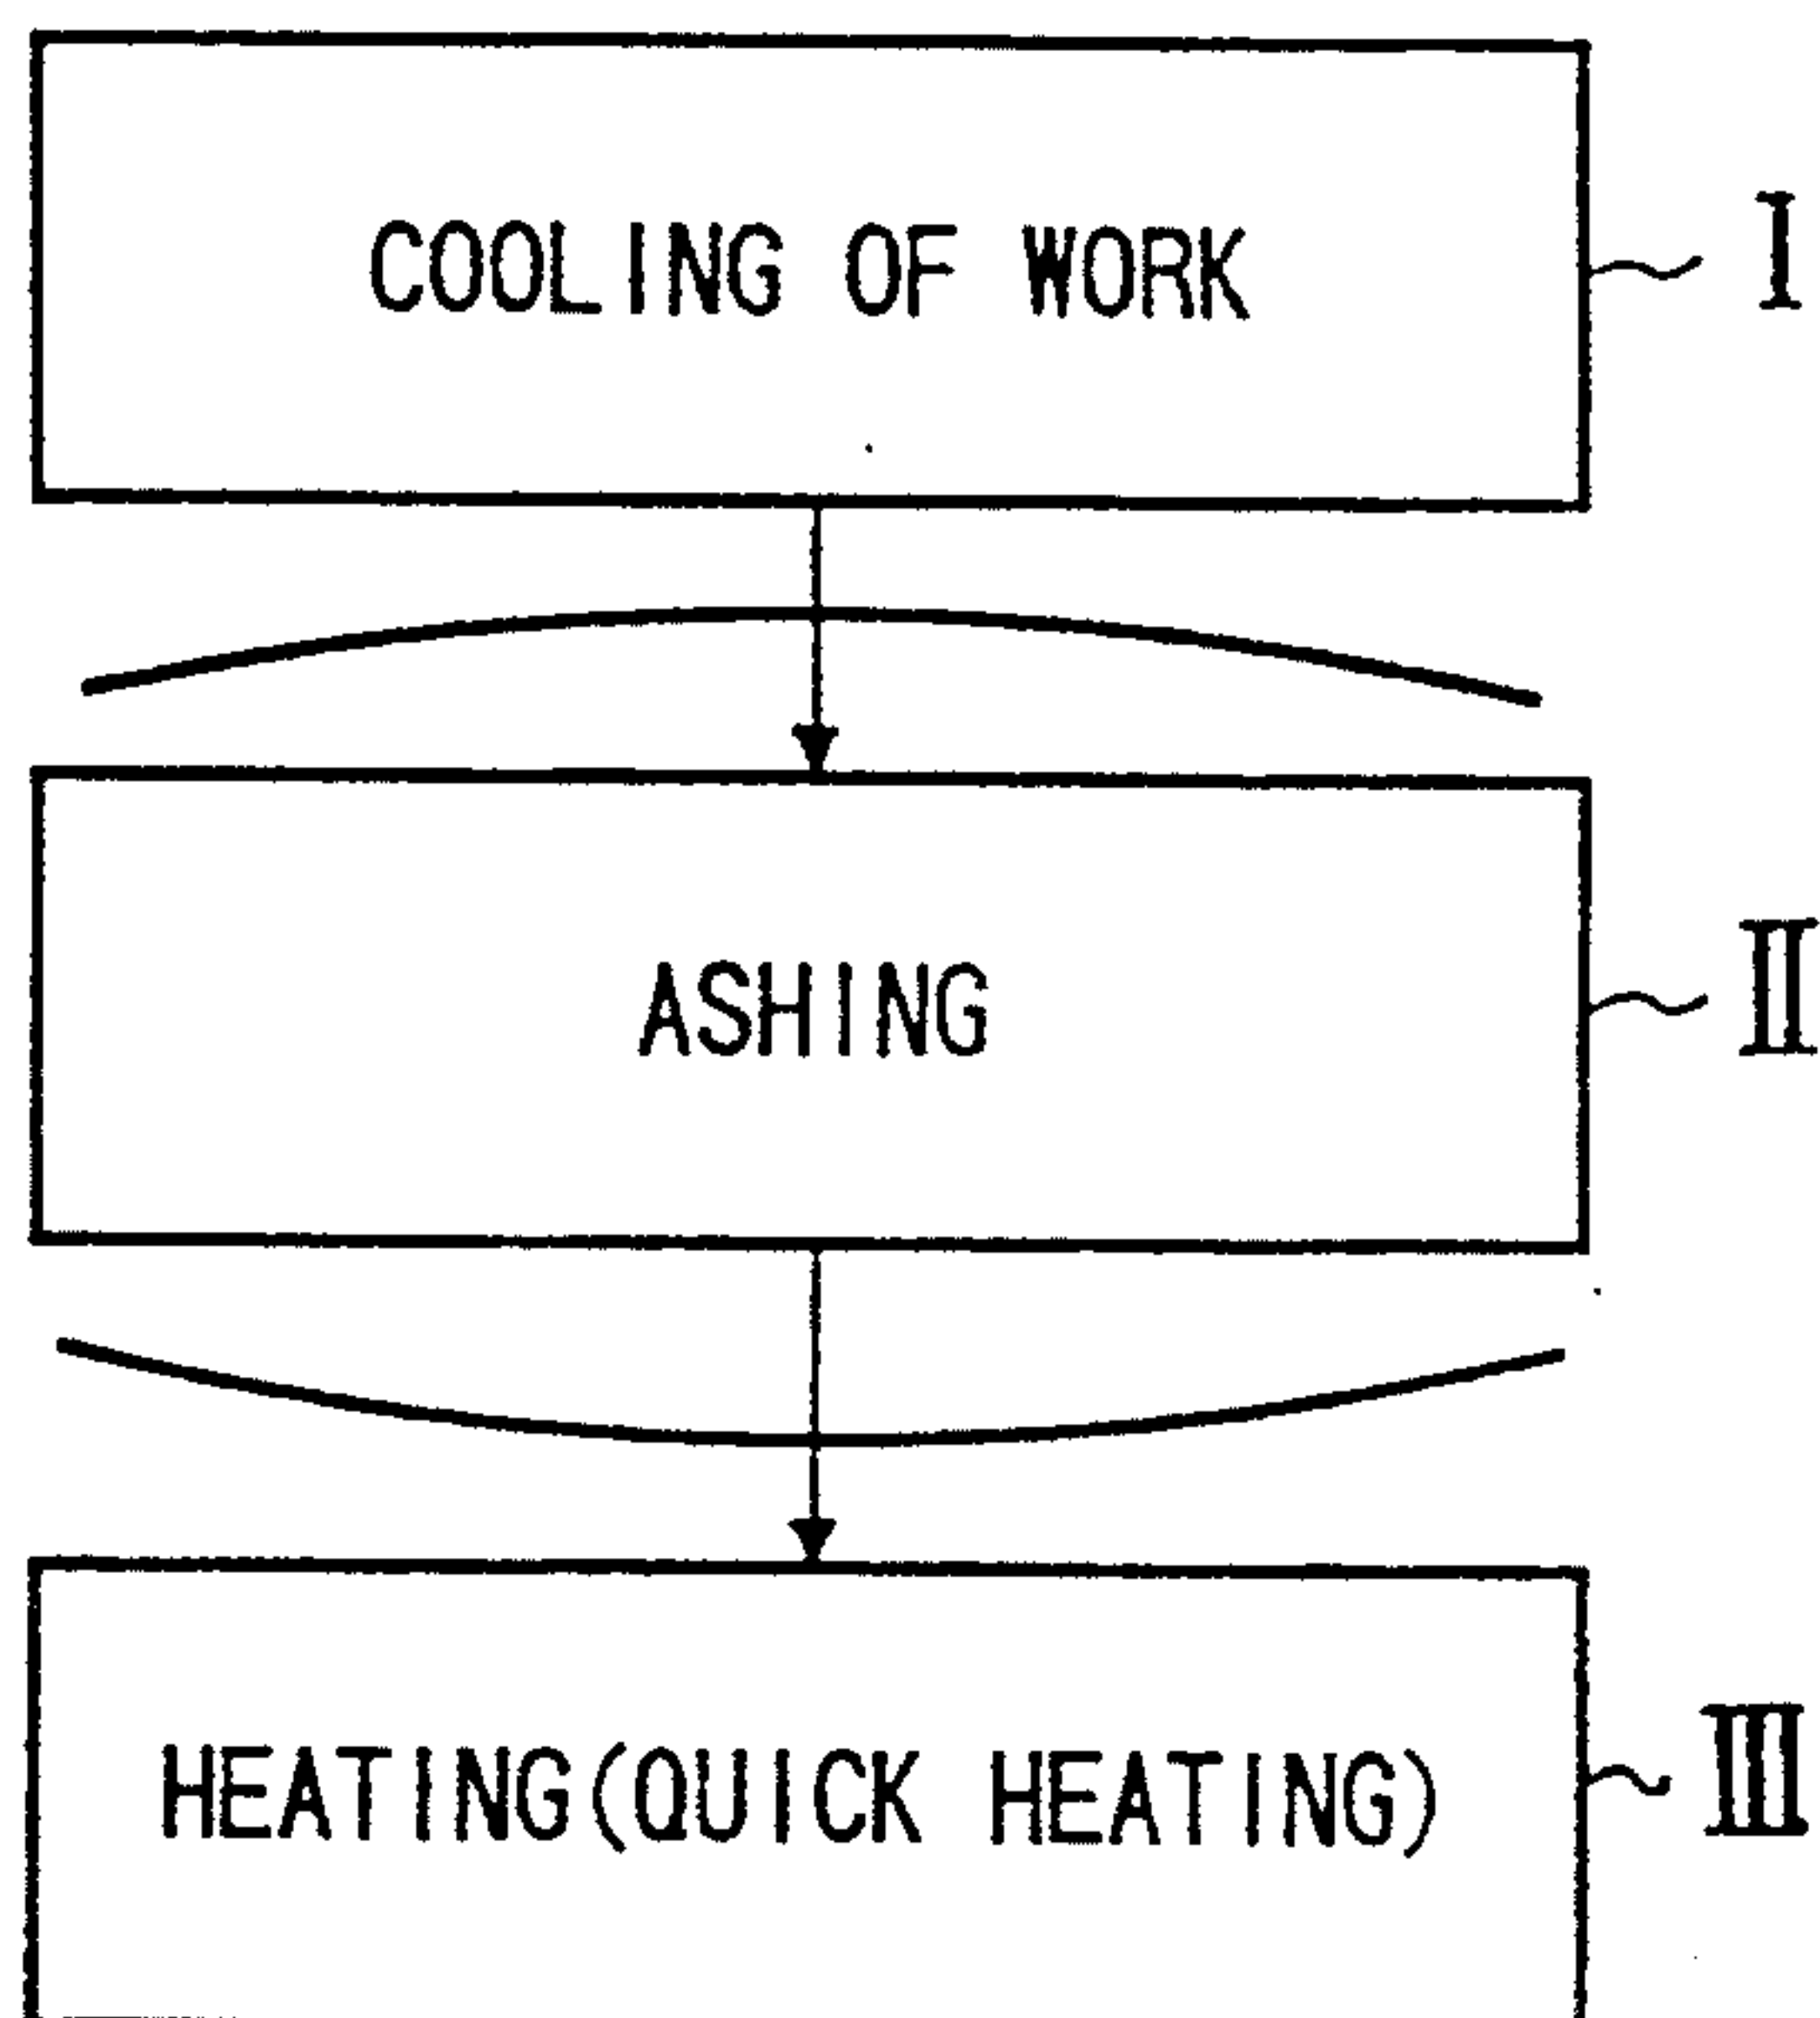 COOLING OF WORK
I
ASHING
II
HEATING(QUICK HEATING)
III